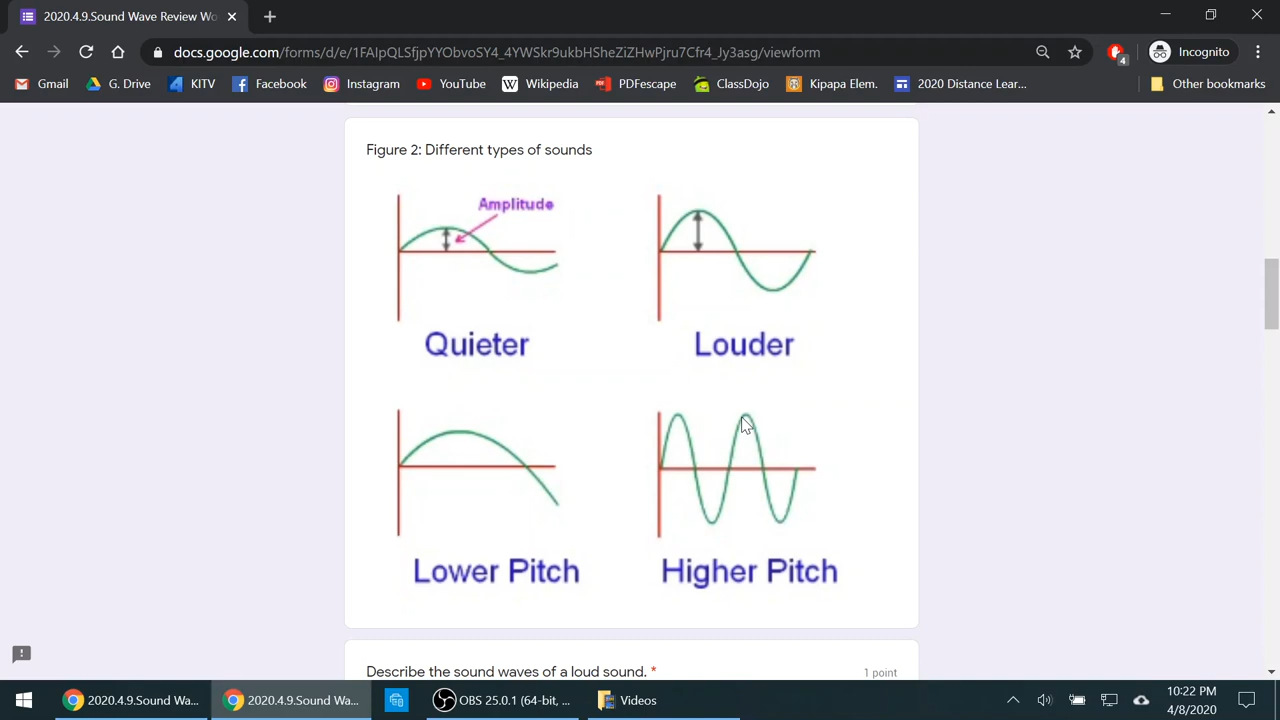 2020.4.9.Sound Wave Review Wo
docs.google.com/forms/d/e/1FAIpQLSfjpYYObvoSY4_4YWSkr9ukbHSheZiZHwPjru7Cfr4_Jy3asg/viewform
4
Incognito
Gmail G. Drive KITV Facebook Instagram YouTube Wikipedia PDFescape ClassDojo Kipapa Elem. 2020 Distance Lear... Other bookmarks
Figure 2: Different types of sounds
Amplitude
Quieter Louder
Lower Pitch Higher Pitch
Describe the sound waves of a loud sound. * 1 point
2020.4.9.Sound Wa... 2020.4.9.Sound Wa... OBS 25.0.1 (64-bit, ... Videos
10:22 PM
4/8/2020